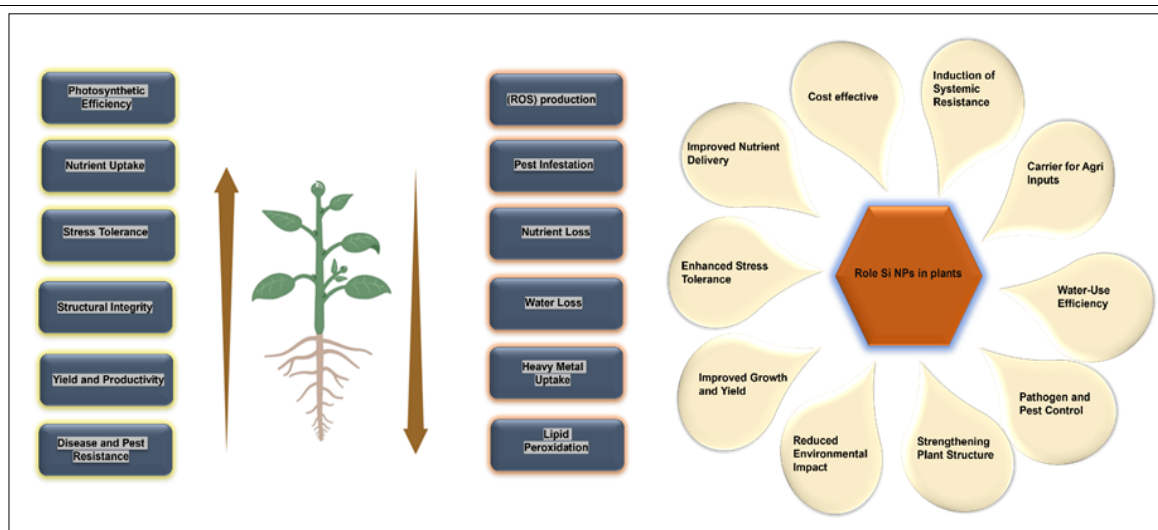 Photosynthetic
Efficiency
Nutrient Uptake
Stress Tolerance
Structural Integrity
Yield and Productivity
Disease and Pest
Resistance
(ROS) production
Pest Infestation
Nutrient Loss
Water Loss
Heavy Metal
Uptake
Lipid
Peroxidation
Cost effective
Induction of
Systemic
Resistance
Improved Nutrient
Delivery
Carrier for Agri
Inputs
Enhanced Stress
Tolerance
Role Si NPs in plants
Water-Use
Efficiency
Improved Growth
and Yield
Pathogen and
Pest Control
Reduced
Environmental
Impact
Strengthening
Plant Structure